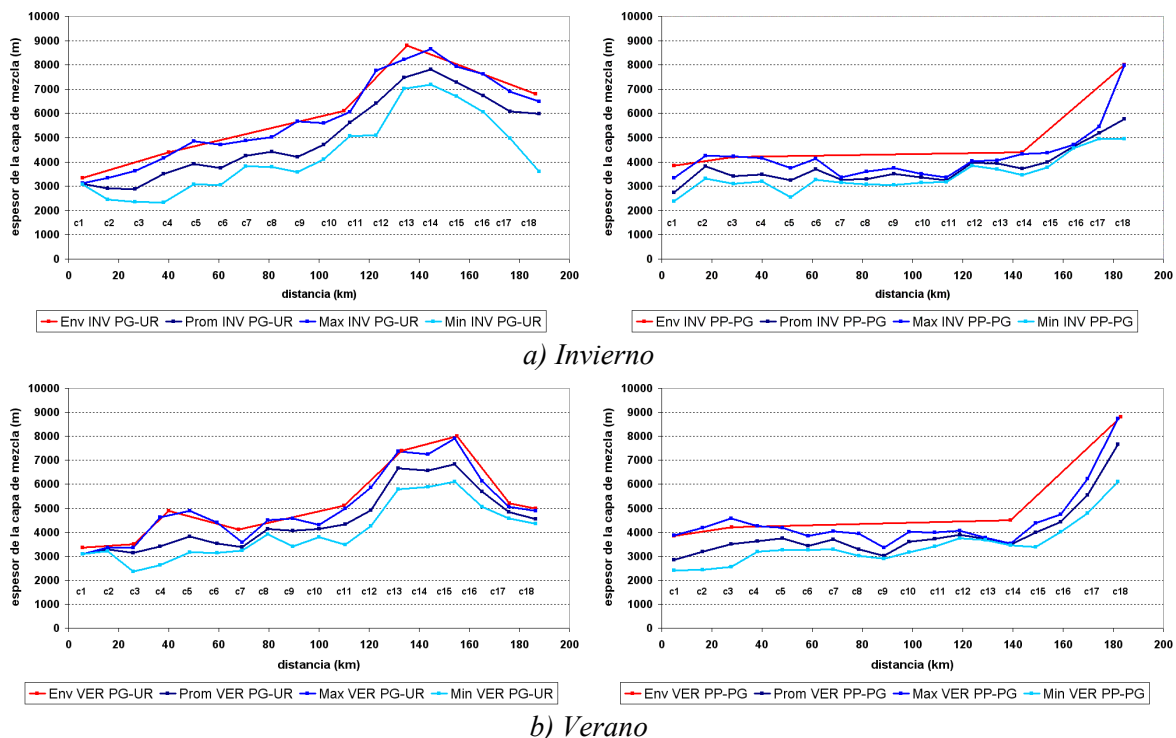 espesor de la capa de mezcla (m)
10000
9000
8000
7000
6000
5000
4000
3000
2000
1000
0
c1 c2 c3 c4 c5 c6 c7 c8 c9 c10 c11 c12 c13 c14 c15 c16 c17 c18
0 20 40 60 80 100 120 140 160 180 200
distancia (km)
Env INV PG-UR Prom INV PG-UR Max INV PG-UR Min INV PG-UR
espesor de la capa de mezcla (m)
10000
9000
8000
7000
6000
5000
4000
3000
2000
1000
0
c1 c2 c3 c4 c5 c6 c7 c8 c9 c10 c11 c12 c13 c14 c15 c16 c17 c18
0 20 40 60 80 100 120 140 160 180 200
distancia (km)
Env INV PP-PG Prom INV PP-PG Max INV PP-PG Min INV PP-PG
a) Invierno
espesor de la capa de mezcla (m)
10000
9000
8000
7000
6000
5000
4000
3000
2000
1000
0
c1 c2 c3 c4 c5 c6 c7 c8 c9 c10 c11 c12 c13 c14 c15 c16 c17 c18
0 20 40 60 80 100 120 140 160 180 200
distancia (km)
Env VER PG-UR Prom VER PG-UR Max VER PG-UR Min VER PG-UR
espesor de la capa de mezcla (m)
10000
9000
8000
7000
6000
5000
4000
3000
2000
1000
0
c1 c2 c3 c4 c5 c6 c7 c8 c9 c10 c11 c12 c13 c14 c15 c16 c17 c18
0 20 40 60 80 100 120 140 160 180 200
distancia (km)
Env VER PP-PG Prom VER PP-PG Max VER PP-PG Min VER PP-PG
b) Verano